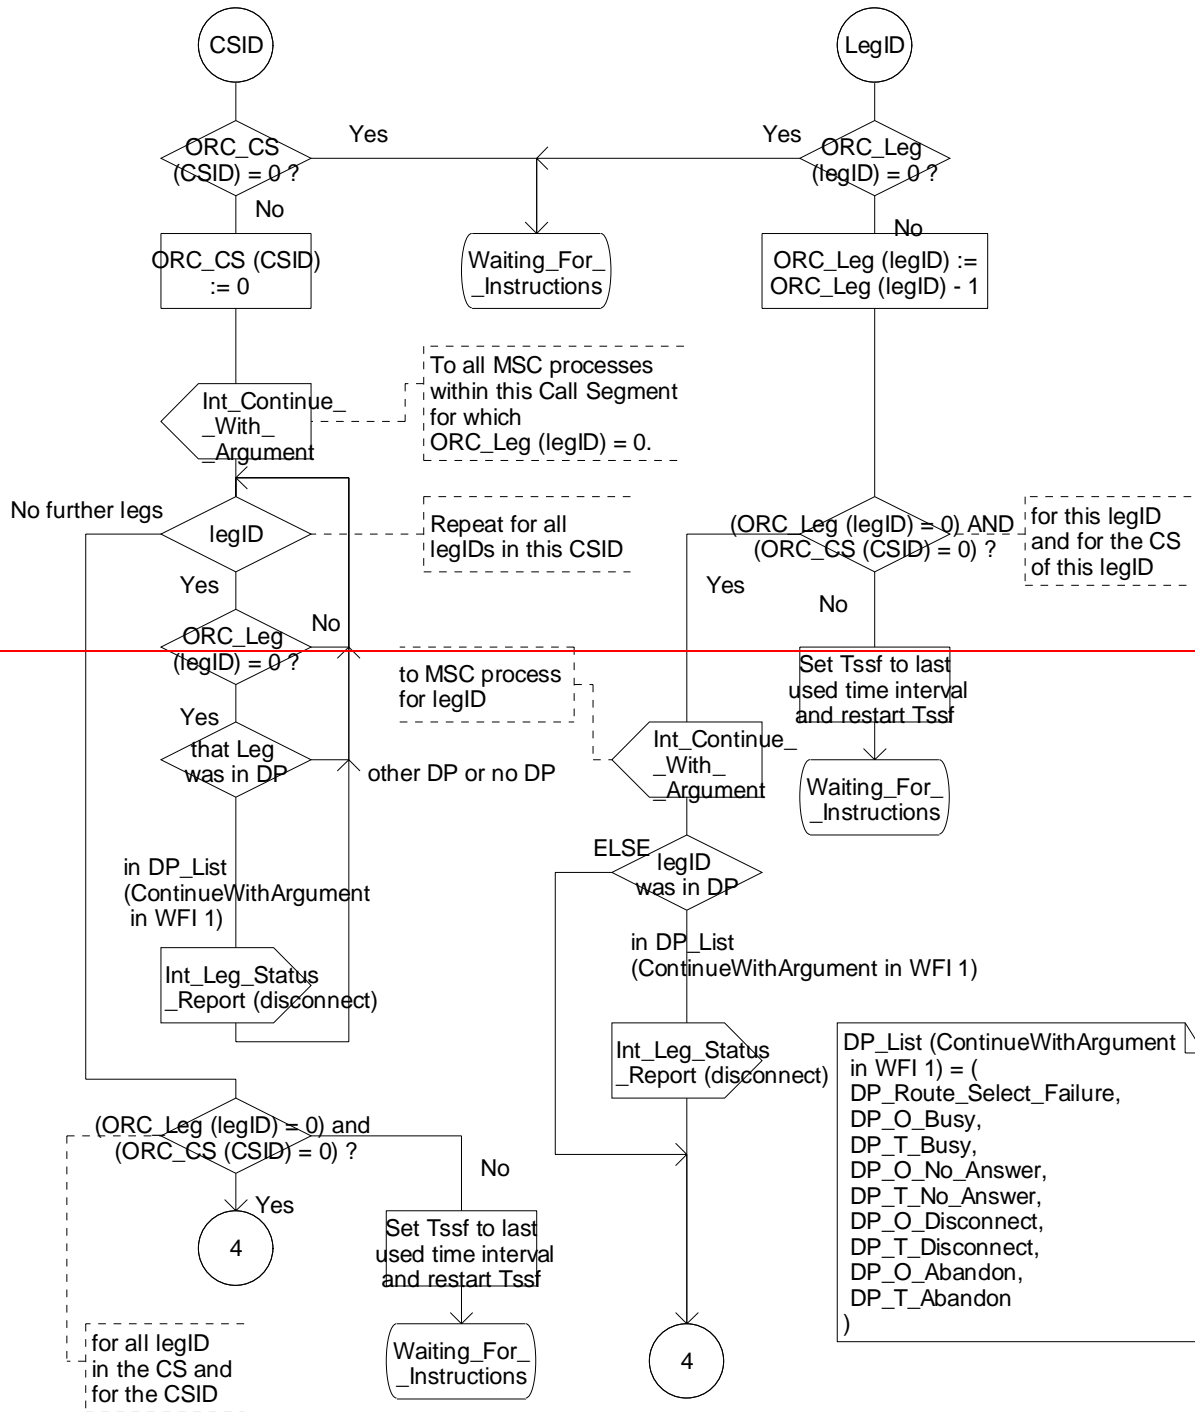 CSID
LegID
ORC_CS
(CSID) = 0 ?
Yes
Yes
ORC_Leg
(legID) = 0 ?
No
No
ORC_CS (CSID)
:= 0
Waiting_For_
_Instructions
ORC_Leg (legID) :=
ORC_Leg (legID) - 1
Int_Continue_
_With_
_Argument
To all MSC processes
within this Call Segment
for which
ORC_Leg (legID) = 0.
No further legs
legID
Repeat for all
legIDs in this CSID
(ORC_Leg (legID) = 0) AND
(ORC_CS (CSID) = 0) ?
for this legID
and for the CS
of this legID
Yes
Yes
No
ORC_Leg
(legID) = 0 ?
No
to MSC process
for legID
Set Tssf to last
used time interval
and restart Tssf
Yes
that Leg
was in DP
other DP or no DP
Int_Continue_
_With_
_Argument
Waiting_For_
_Instructions
ELSE
legID
was in DP
in DP_List
(ContinueWithArgument
in WFI 1)
in DP_List
(ContinueWithArgument in WFI 1)
Int_Leg_Status
_Report (disconnect)
Int_Leg_Status
_Report (disconnect)
DP_List (ContinueWithArgument
in WFI 1) = (
DP_Route_Select_Failure,
DP_O_Busy,
DP_T_Busy,
DP_O_No_Answer,
DP_T_No_Answer,
DP_O_Disconnect,
DP_T_Disconnect,
DP_O_Abandon,
DP_T_Abandon
)
(ORC_Leg (legID) = 0) and
(ORC_CS (CSID) = 0) ?
No
Yes
4
Set Tssf to last
used time interval
and restart Tssf
for all legID
in the CS and
for the CSID
Waiting_For_
_Instructions
4